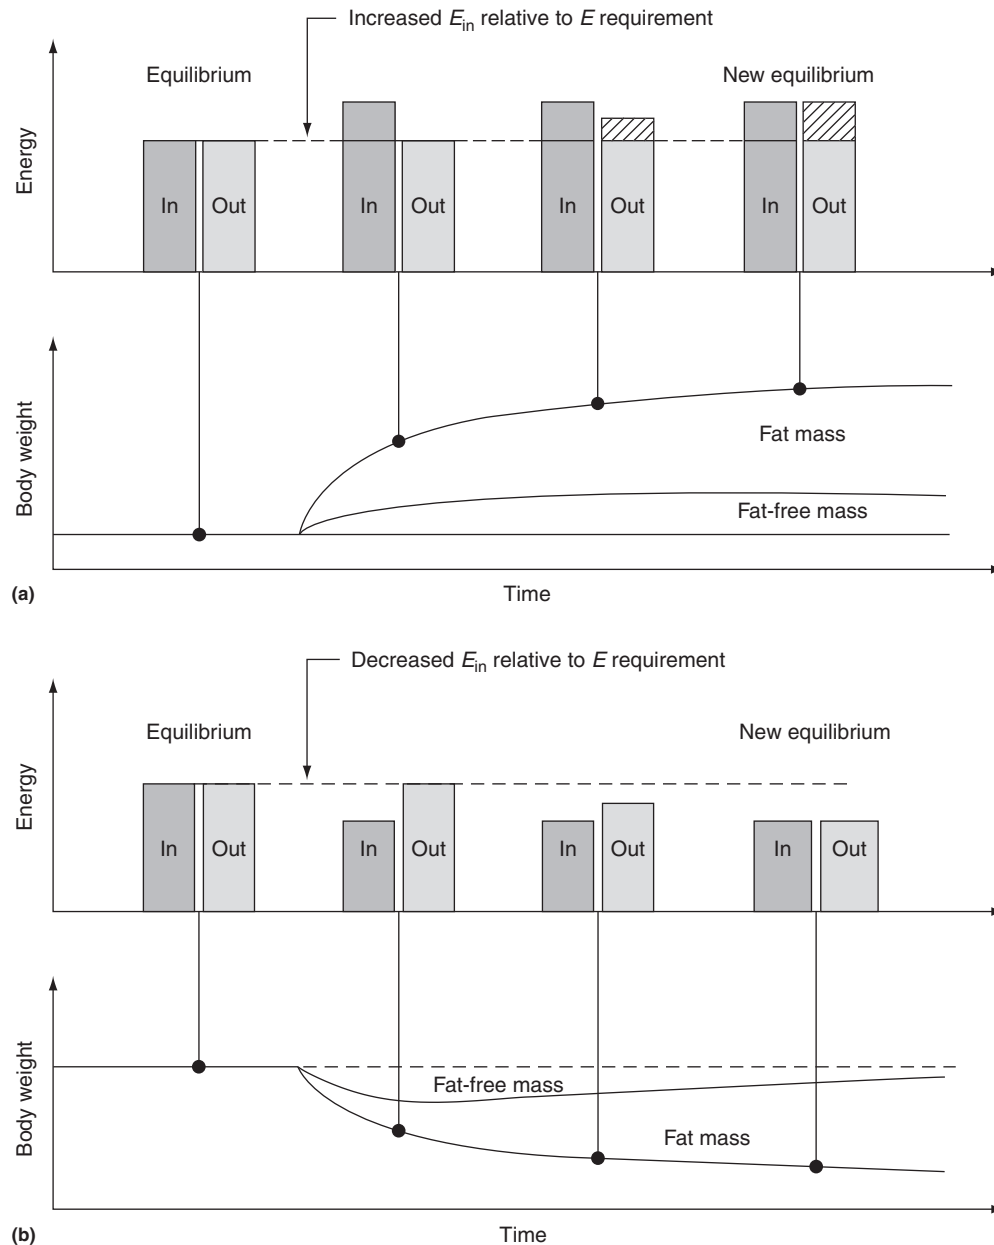 Increased Ein relative to E requirement
Equilibrium
New equilibrium
Energy
In Out In Out In Out In Out
Body weight
Fat mass
Fat-free mass
(a)
Time
Decreased Ein relative to E requirement
Equilibrium
New equilibrium
Energy
In Out In Out In Out In Out
Body weight
Fat-free mass
Fat mass
(b)
Time